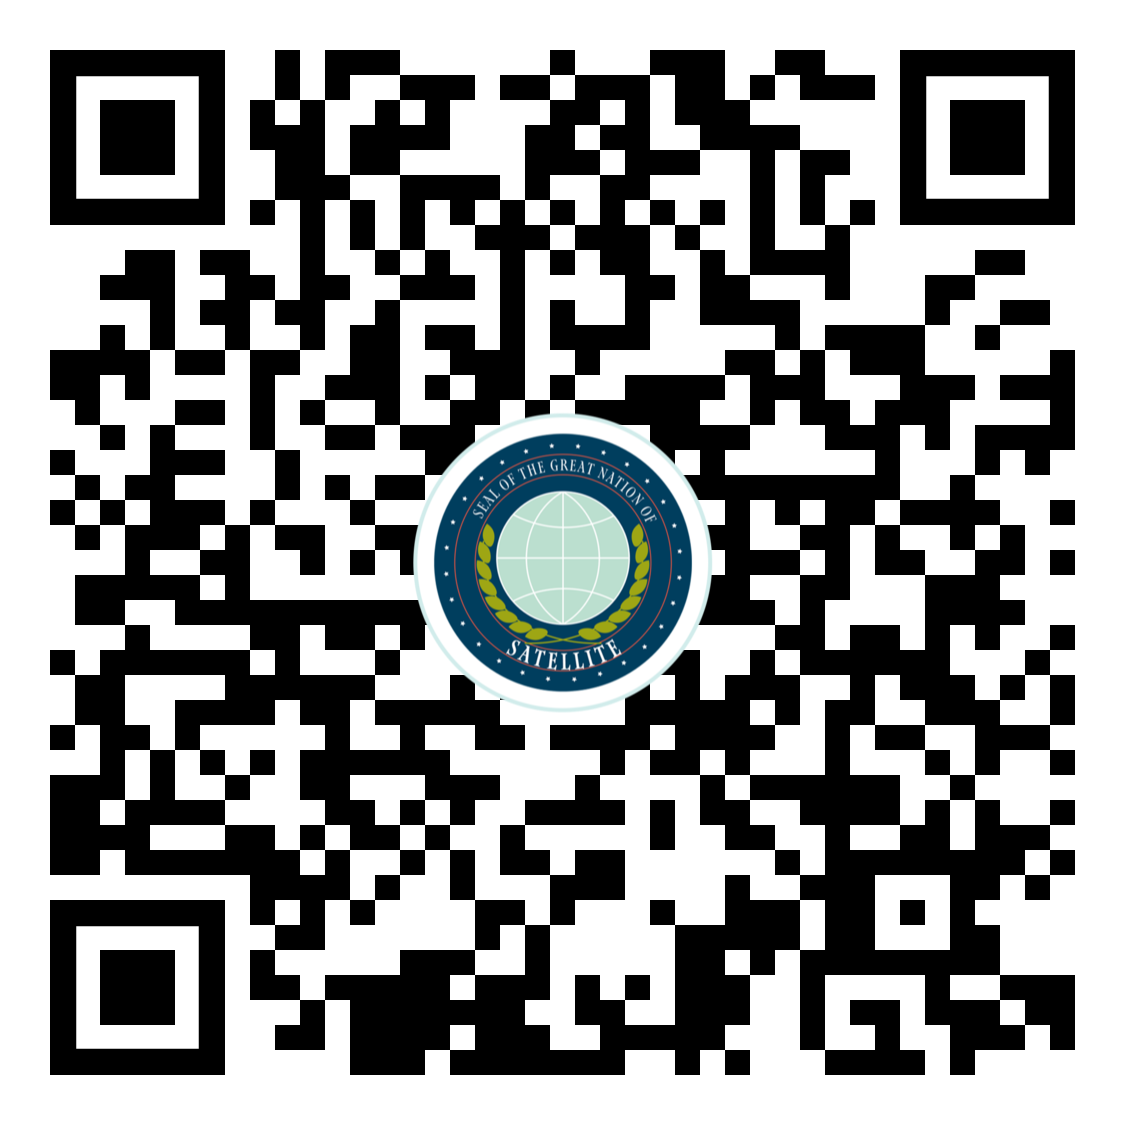 SEAL OF THE GREAT NATION OF
SATELLITE